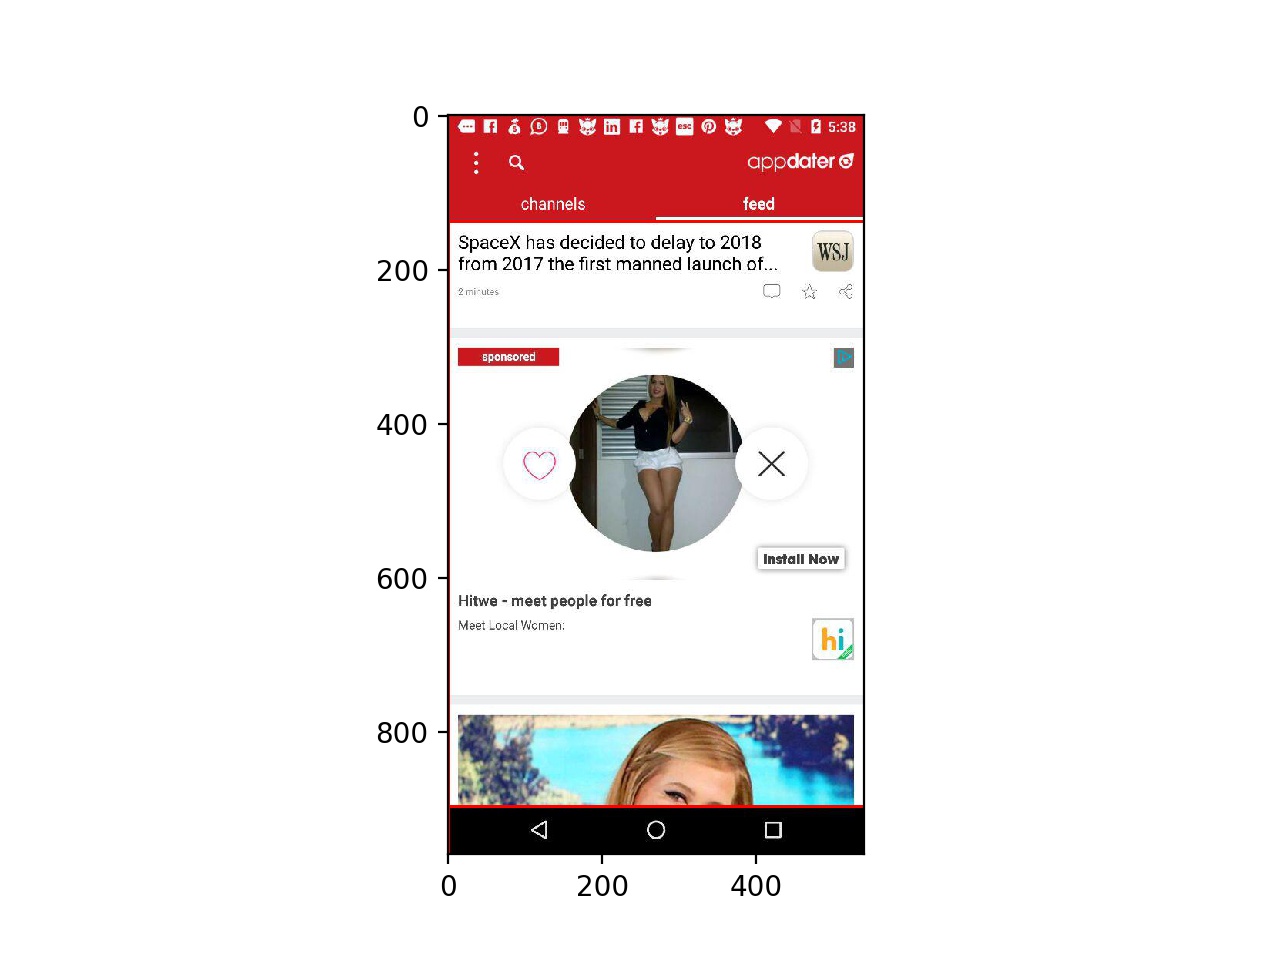 0
200
400
600
800
0
200
400
B
in
esc
5:38
appdater
channels
feed
SpaceX has decided to delay to 2018
from 2017 the first manned launch of...
WSJ
2 minutes
sponsored
Install Now
Hitwe - meet people for free
Meet Local Women:
hi